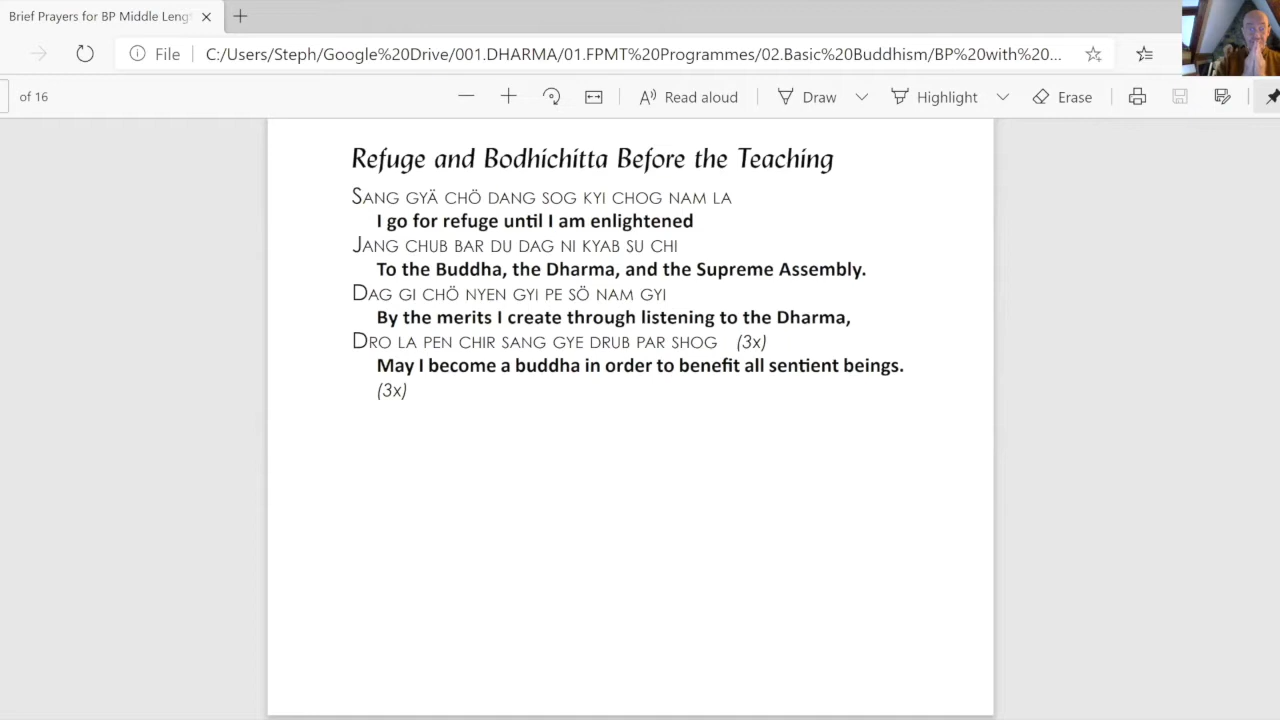 Brief Prayers for BP Middle Leng
File
C:/Users/Steph/Google%20Drive/001.DHARMA/01.FPMT%20Programmes/02.Basic%20Buddhism/BP%20with%20...
of 16
Read aloud
Draw
Highlight
Erase
Refuge and Bodhichitta Before the Teaching
SANG GYÄ CHÖ DANG SOG KYI CHOG NAM LA
I go for refuge until I am enlightened
JANG CHUB BAR DU DAG NI KYAB SU CHI
To the Buddha, the Dharma, and the Supreme Assembly.
DAG GI CHÖ NYEN GYI PE SÖ NAM GYI
By the merits I create through listening to the Dharma,
DRO LA PEN CHIR SANG GYE DRUB PAR SHOG (3x)
May I become a buddha in order to benefit all sentient beings.
(3x)